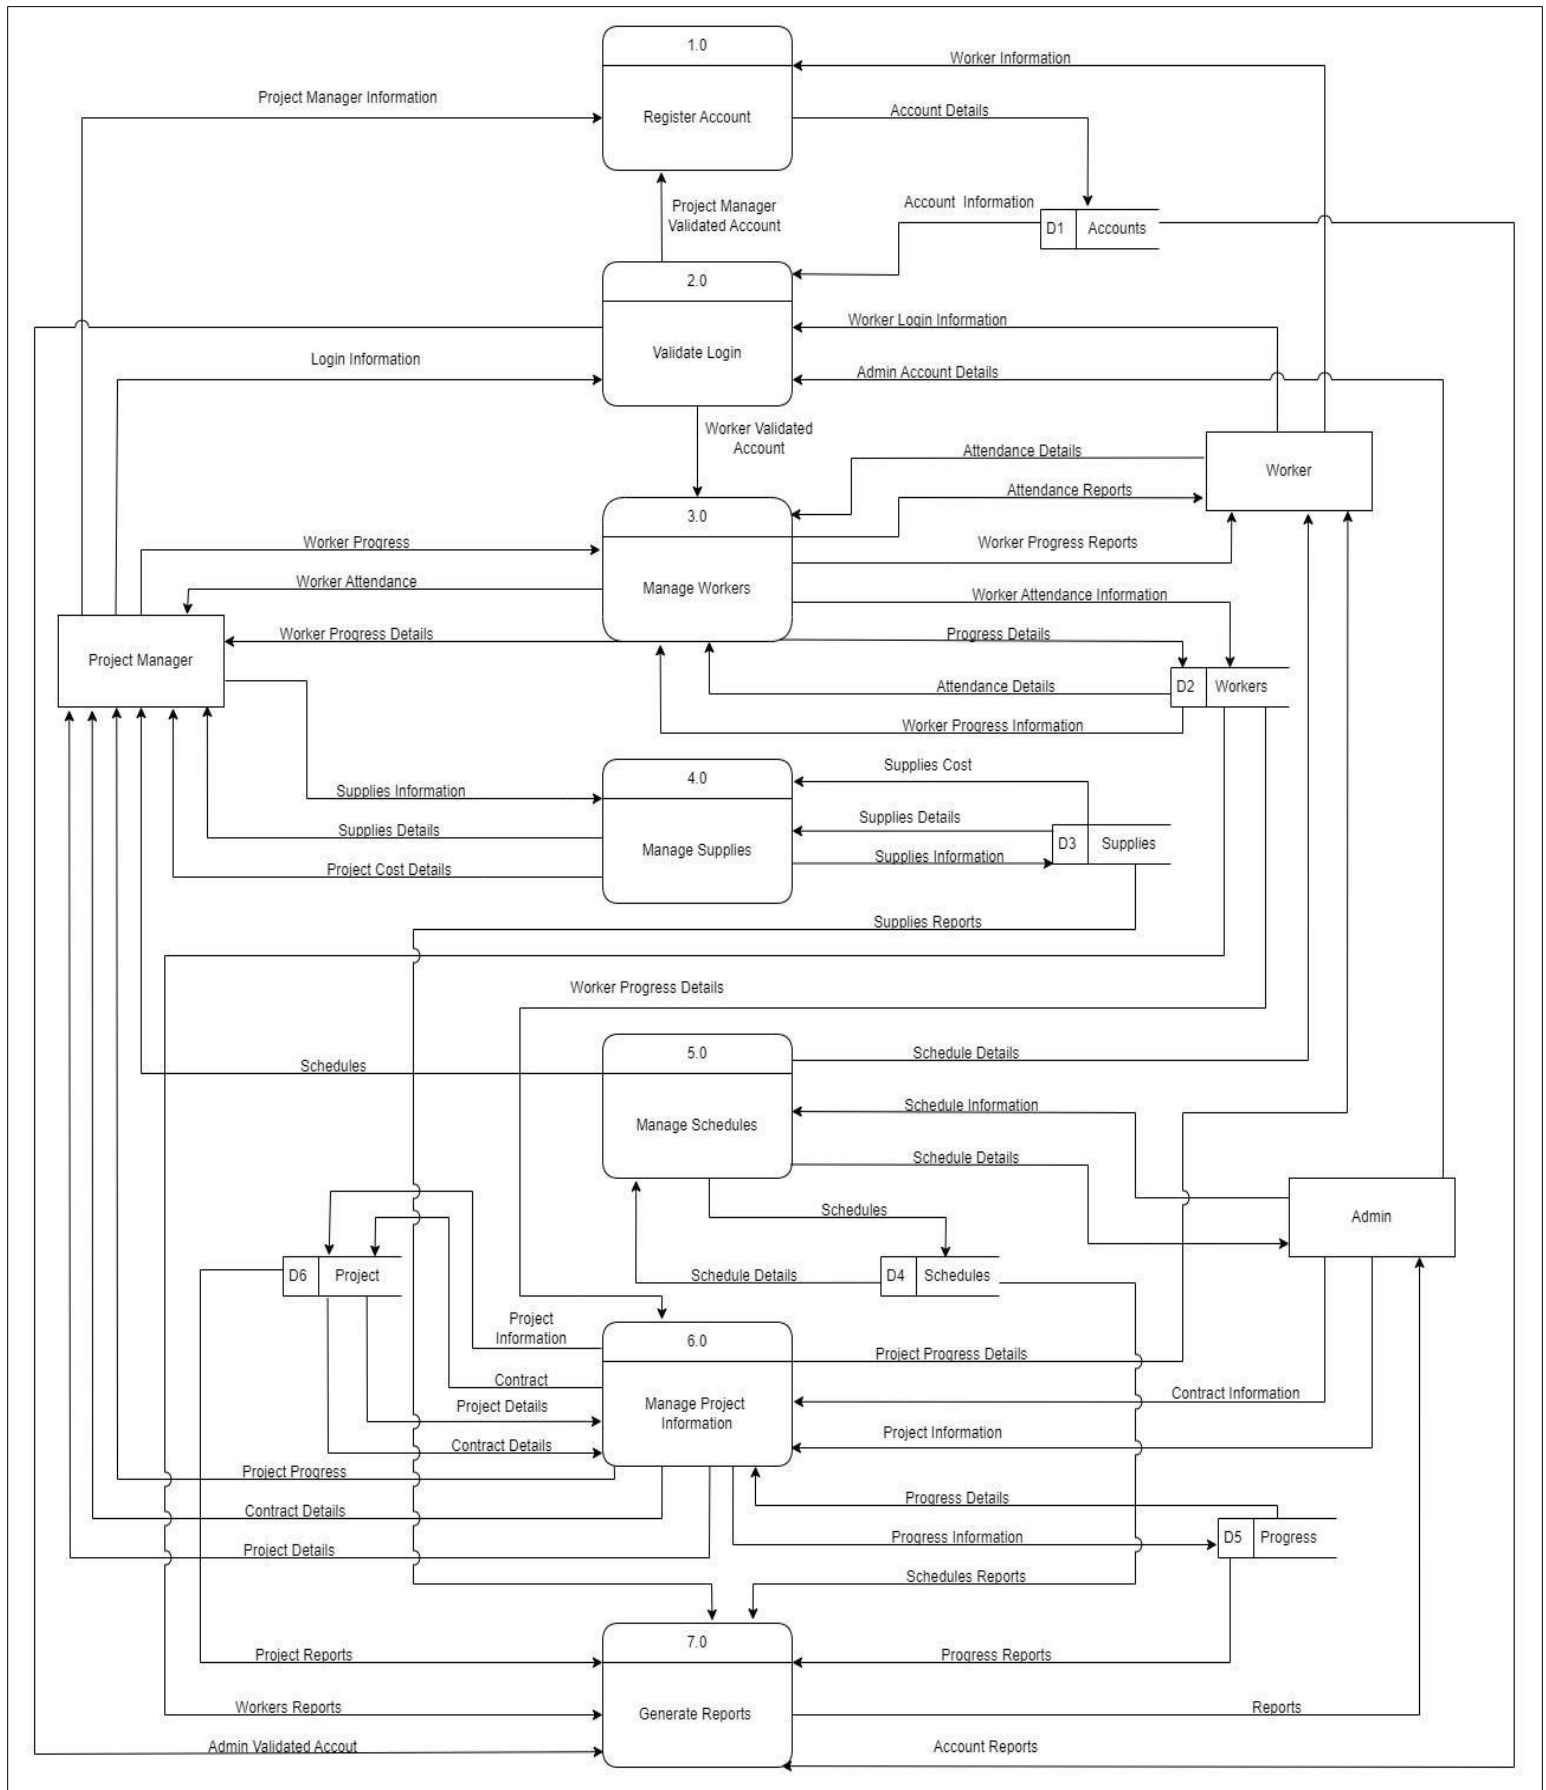 1.0
Worker Information
Project Manager Information
Register Account
Account Details
Project Manager
Validated Account
Account  Information
D1
Accounts
2.0
Worker Login Information
Login Information
Validate Login
Admin Account Details
Worker Validated
Account
Attendance Details
Worker
Attendance Reports
3.0
Worker Progress
Worker Progress Reports
Worker Attendance
Manage Workers
Worker Attendance Information
Worker Progress Details
Progress Details
Project Manager
Attendance Details
D2
Workers
Worker Progress Information
Supplies Cost
4.0
Supplies Information
Supplies Details
Supplies Details
Manage Supplies
D3
Supplies
Supplies Information
Project Cost Details
Supplies Reports
Worker Progress Details
5.0
Schedule Details
Schedules
Schedule Information
Manage Schedules
Schedule Details
Schedules
Admin
D6
Project
Schedule Details
D4
Schedules
Project
Information
6.0
Project Progress Details
Contract
Contract Information
Manage Project
Information
Project Details
Project Information
Contract Details
Project Progress
Progress Details
Contract Details
Progress Information
D5
Progress
Project Details
Schedules Reports
7.0
Project Reports
Progress Reports
Workers Reports
Generate Reports
Reports
Admin Validated Accout
Account Reports